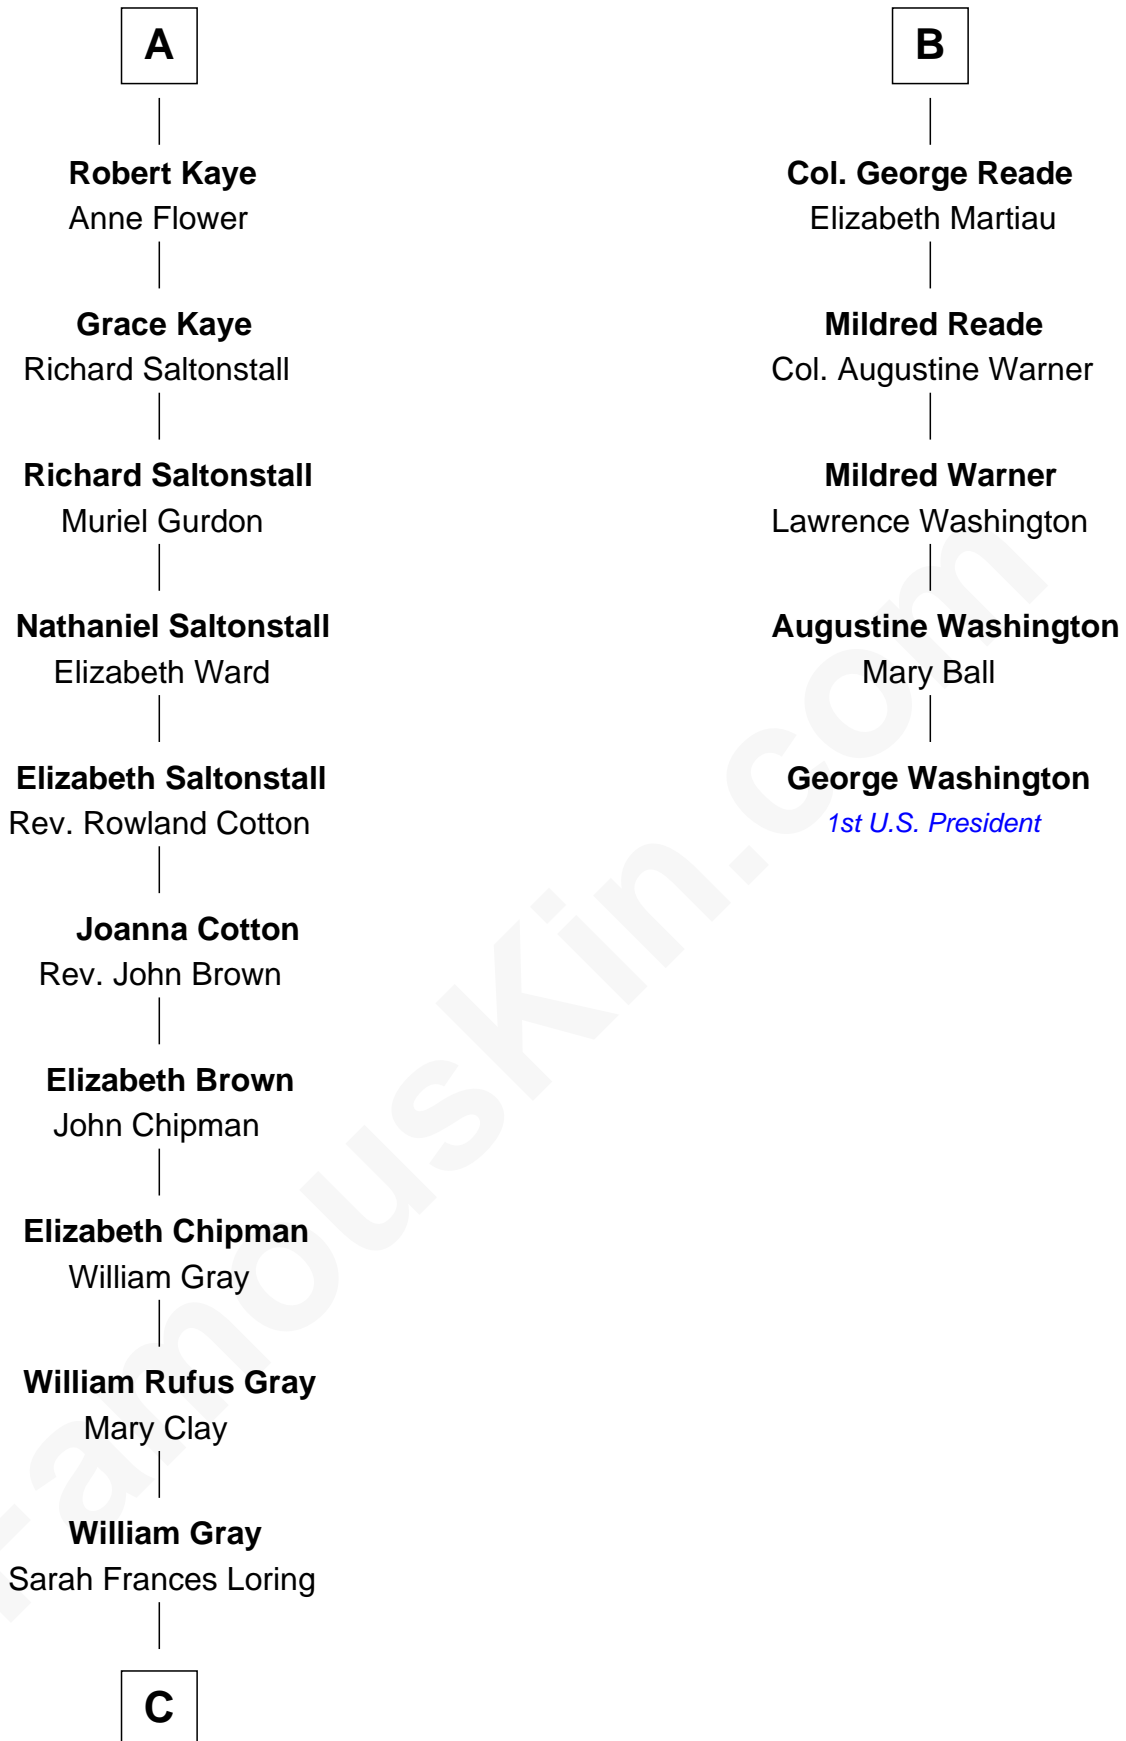 A
Robert Kaye
Anne Flower
Grace Kaye
Richard Saltonstall
Richard Saltonstall
Muriel Gurdon
Nathaniel Saltonstall
Elizabeth Ward
Elizabeth Saltonstall
Rev. Rowland Cotton
Joanna Cotton
Rev. John Brown
Elizabeth Brown
John Chipman
Elizabeth Chipman
William Gray
William Rufus Gray
Mary Clay
William Gray
Sarah Frances Loring
C
B
Col. George Reade
Elizabeth Martiau
Mildred Reade
Col. Augustine Warner
Mildred Warner
Lawrence Washington
Augustine Washington
Mary Ball
George Washington
1st U.S. President
FamousKin.com